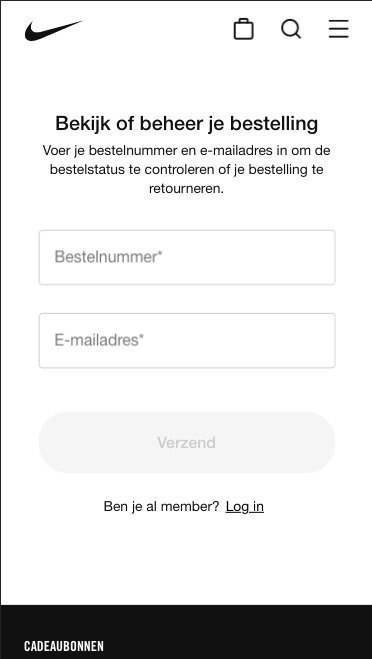 Bekijk of beheer je bestelling
Voer je bestelnummer en e-mailadres in om de
bestelstatus te controleren of je bestelling te
retourneren.
Bestelnummer*
E-mailadres*
Verzend
Ben je al member? Log in
CADEAUBONNEN